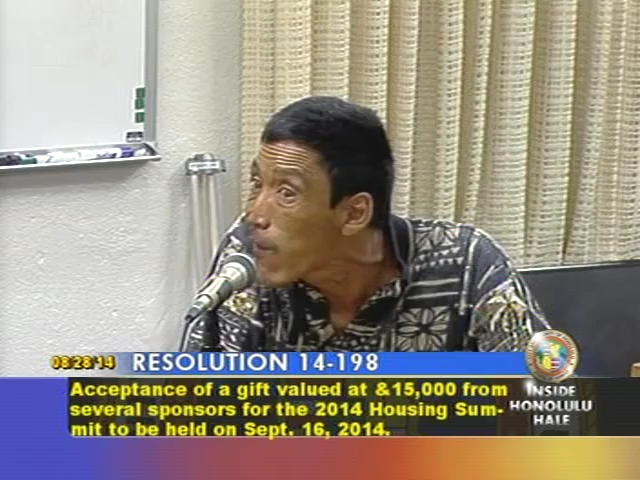 08/28/14
RESOLUTION 14-198
Acceptance of a gift valued at &15,000 from
several sponsors for the 2014 Housing Sum-
mit to be held on Sept. 16, 2014.
INSIDE
HONOLULU
HALE